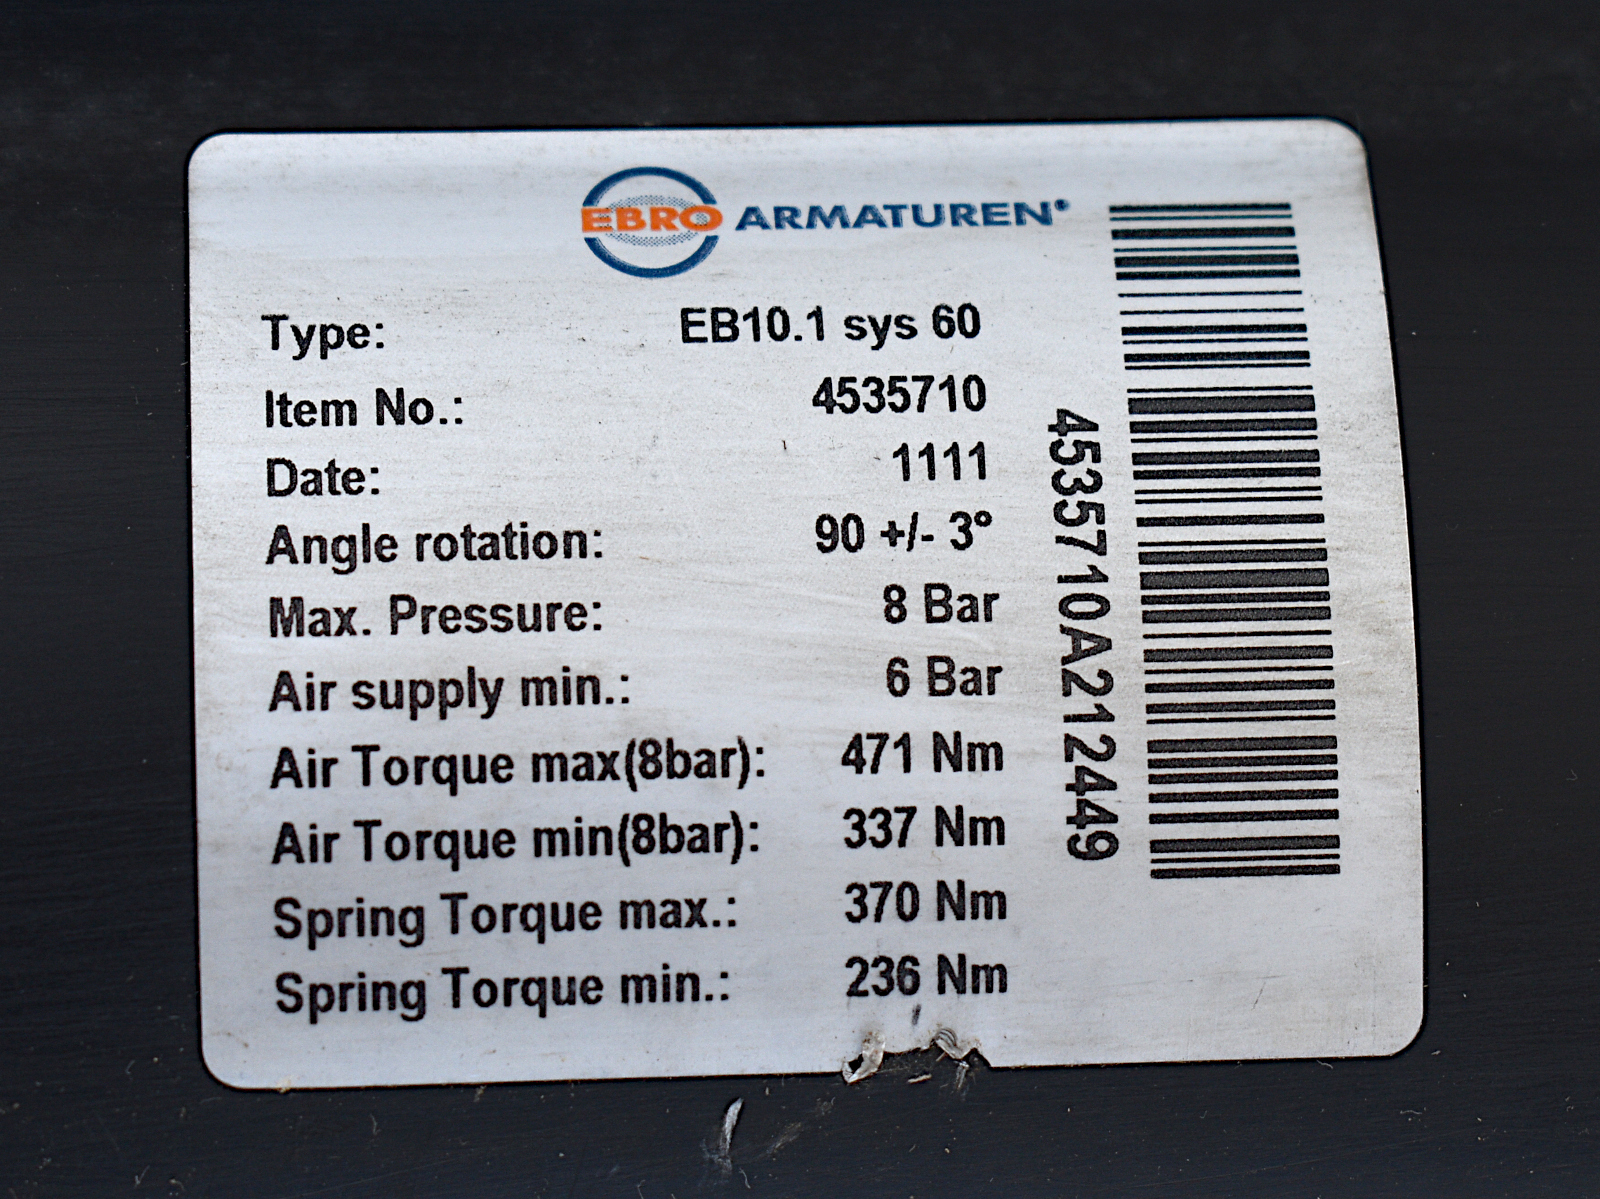 EBRO ARMATUREN®
Type: EB10.1 sys 60
Item No.: 4535710
Date: 1111
Angle rotation: 90 +/- 3°
Max. Pressure: 8 Bar
Air supply min.: 6 Bar
Air Torque max(8bar): 471 Nm
Air Torque min(8bar): 337 Nm
Spring Torque max.: 370 Nm
Spring Torque min.: 236 Nm
4535710A212449